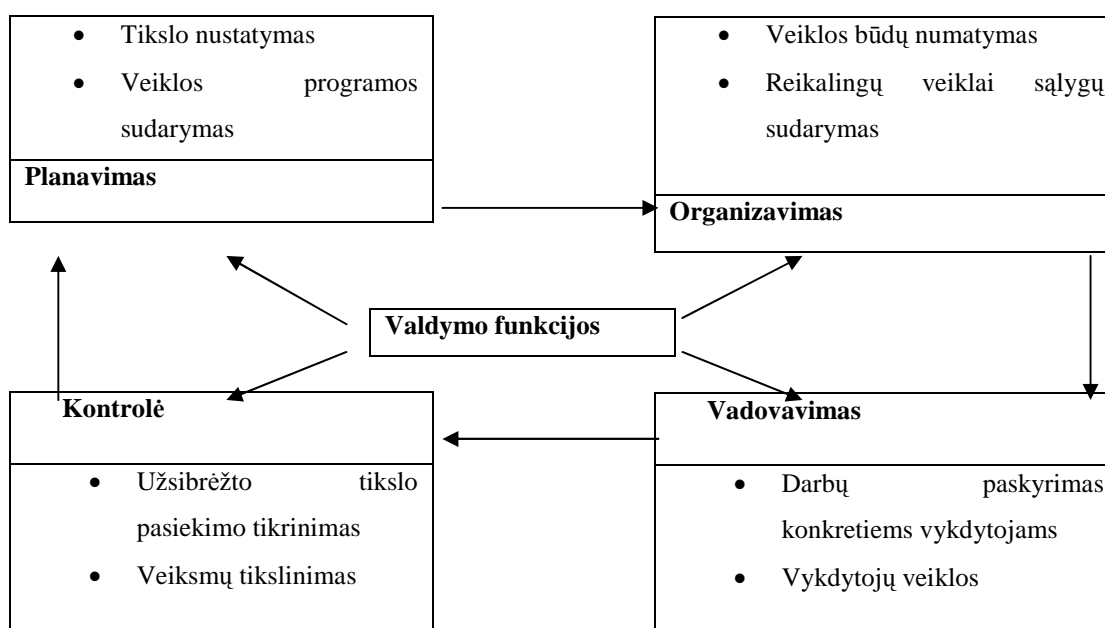 • Tikslo nustatymas
• Veiklos programos
sudarymas
Planavimas
• Veiklos būdų numatymas
• Reikalingų veiklai sąlygų
sudarymas
Organizavimas
Valdymo funkcijos
Kontrolė
• Užsibrėžto tikslo
pasiekimo tikrinimas
• Veiksmų tikslinimas
Vadovavimas
• Darbų paskyrimas
konkretiems vykdytojams
• Vykdytojų veiklos